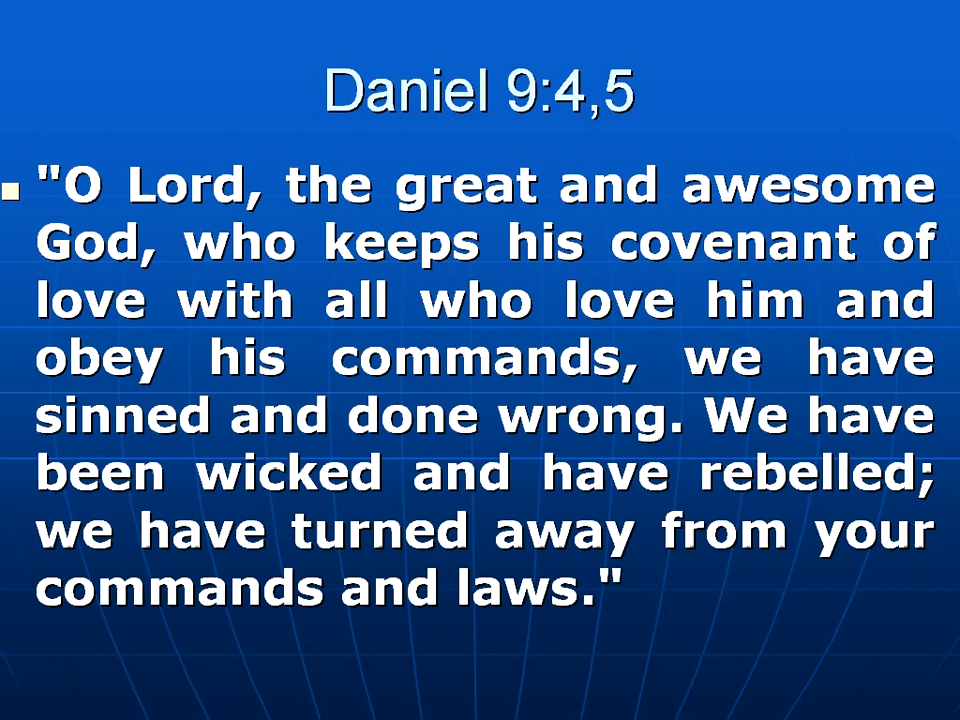 Daniel 9:4,5
"O Lord, the great and awesome
God, who keeps his covenant of
love with all who love him and
obey his commands, we have
sinned and done wrong. We have
been wicked and have rebelled;
we have turned away from your
commands and laws."